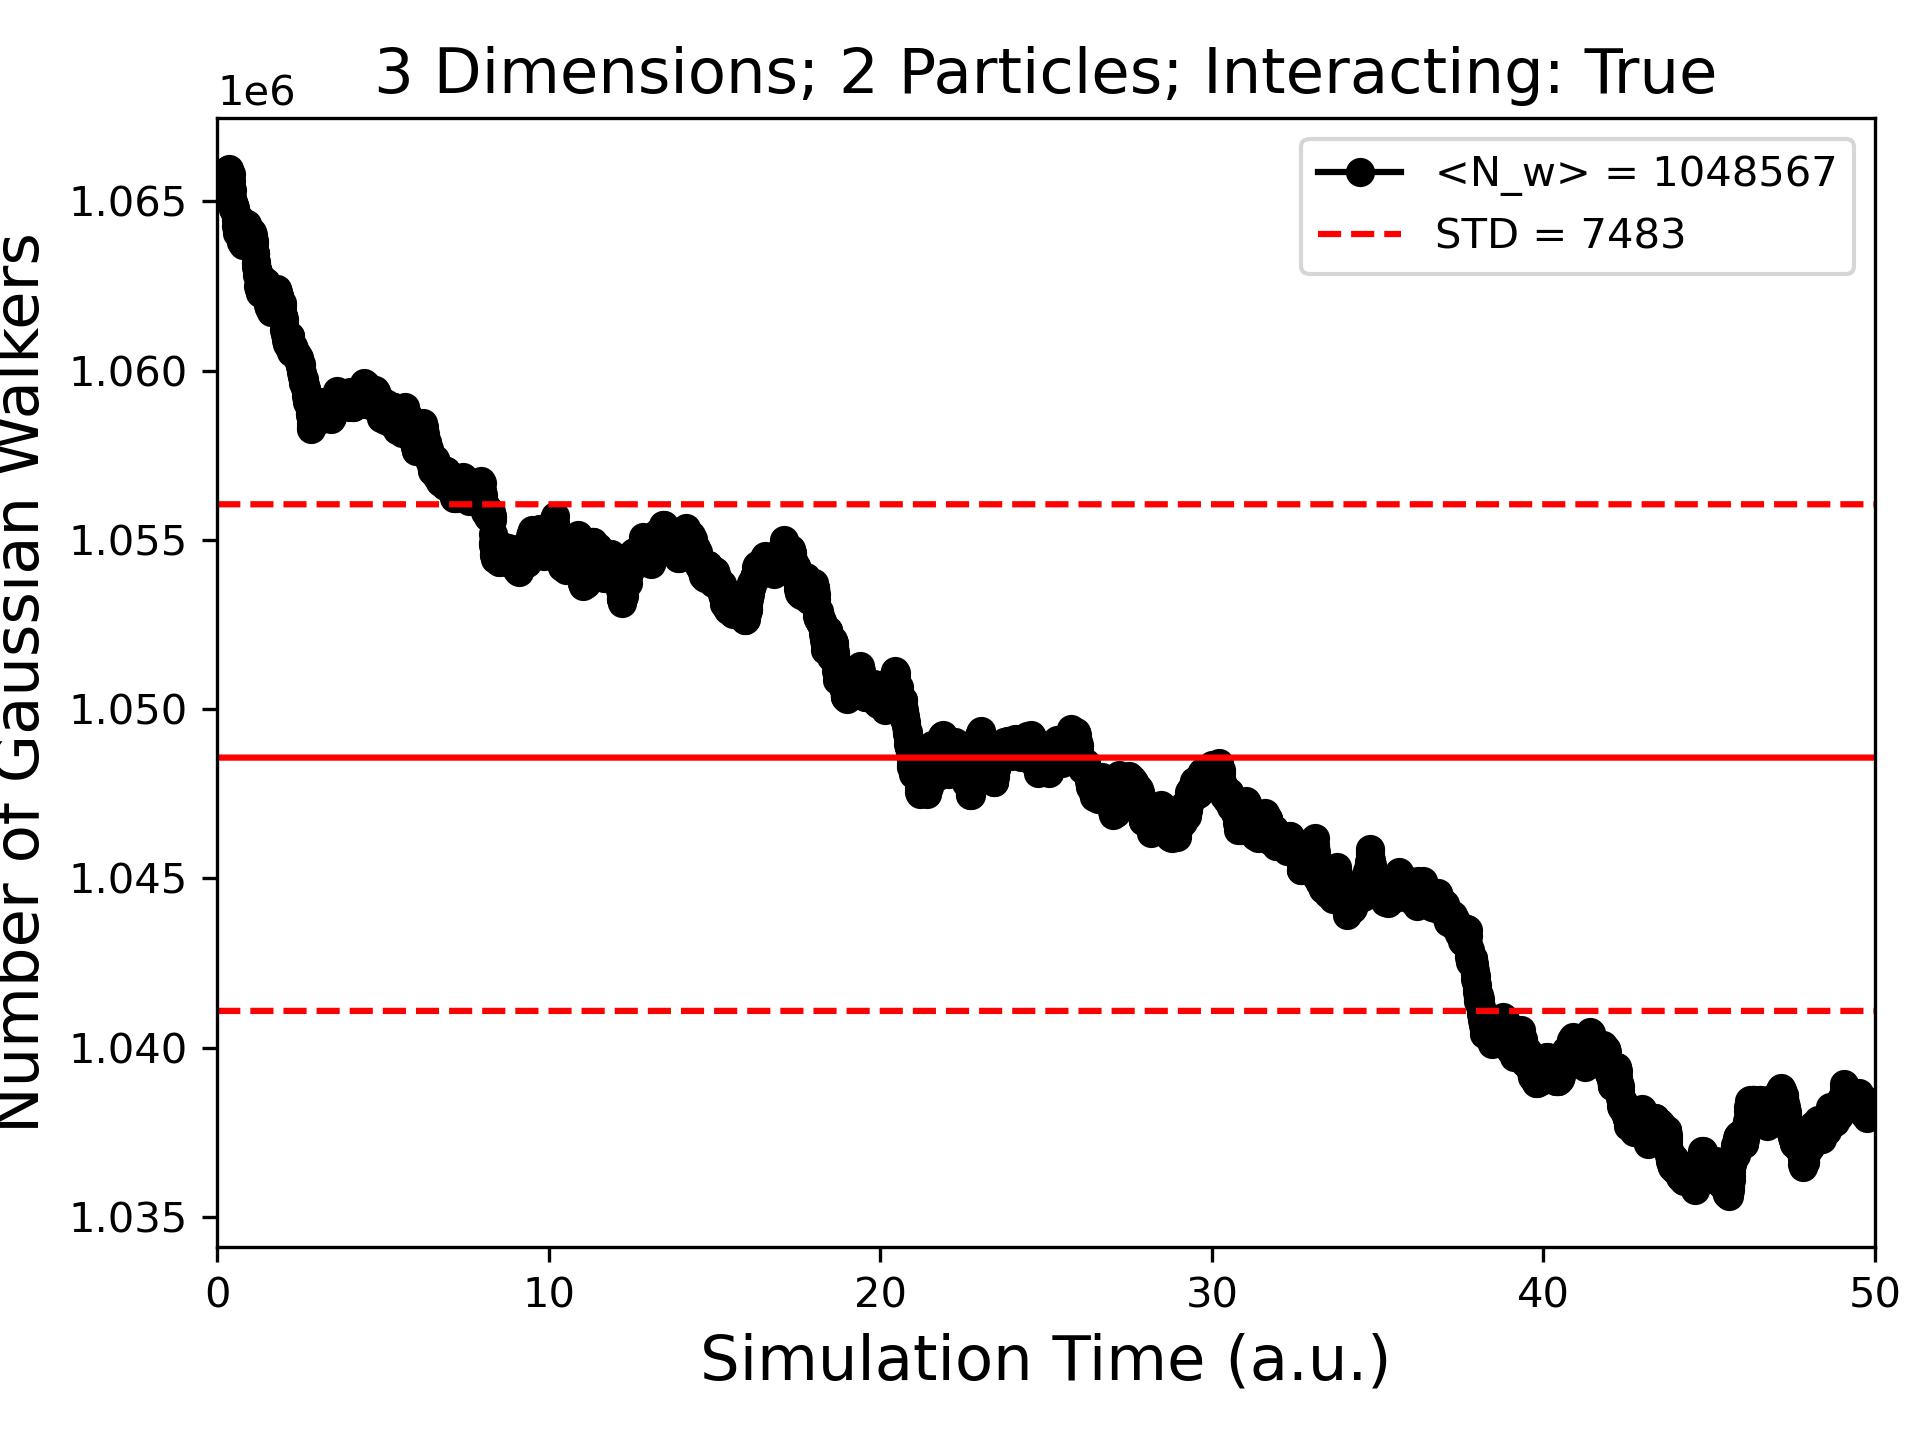 3 Dimensions; 2 Particles; Interacting: True
1e6
<N_w> = 1048567
STD = 7483
Number of Gaussian Walkers
1.065
1.060
1.055
1.050
1.045
1.040
1.035
0 10 20 30 40 50
Simulation Time (a.u.)